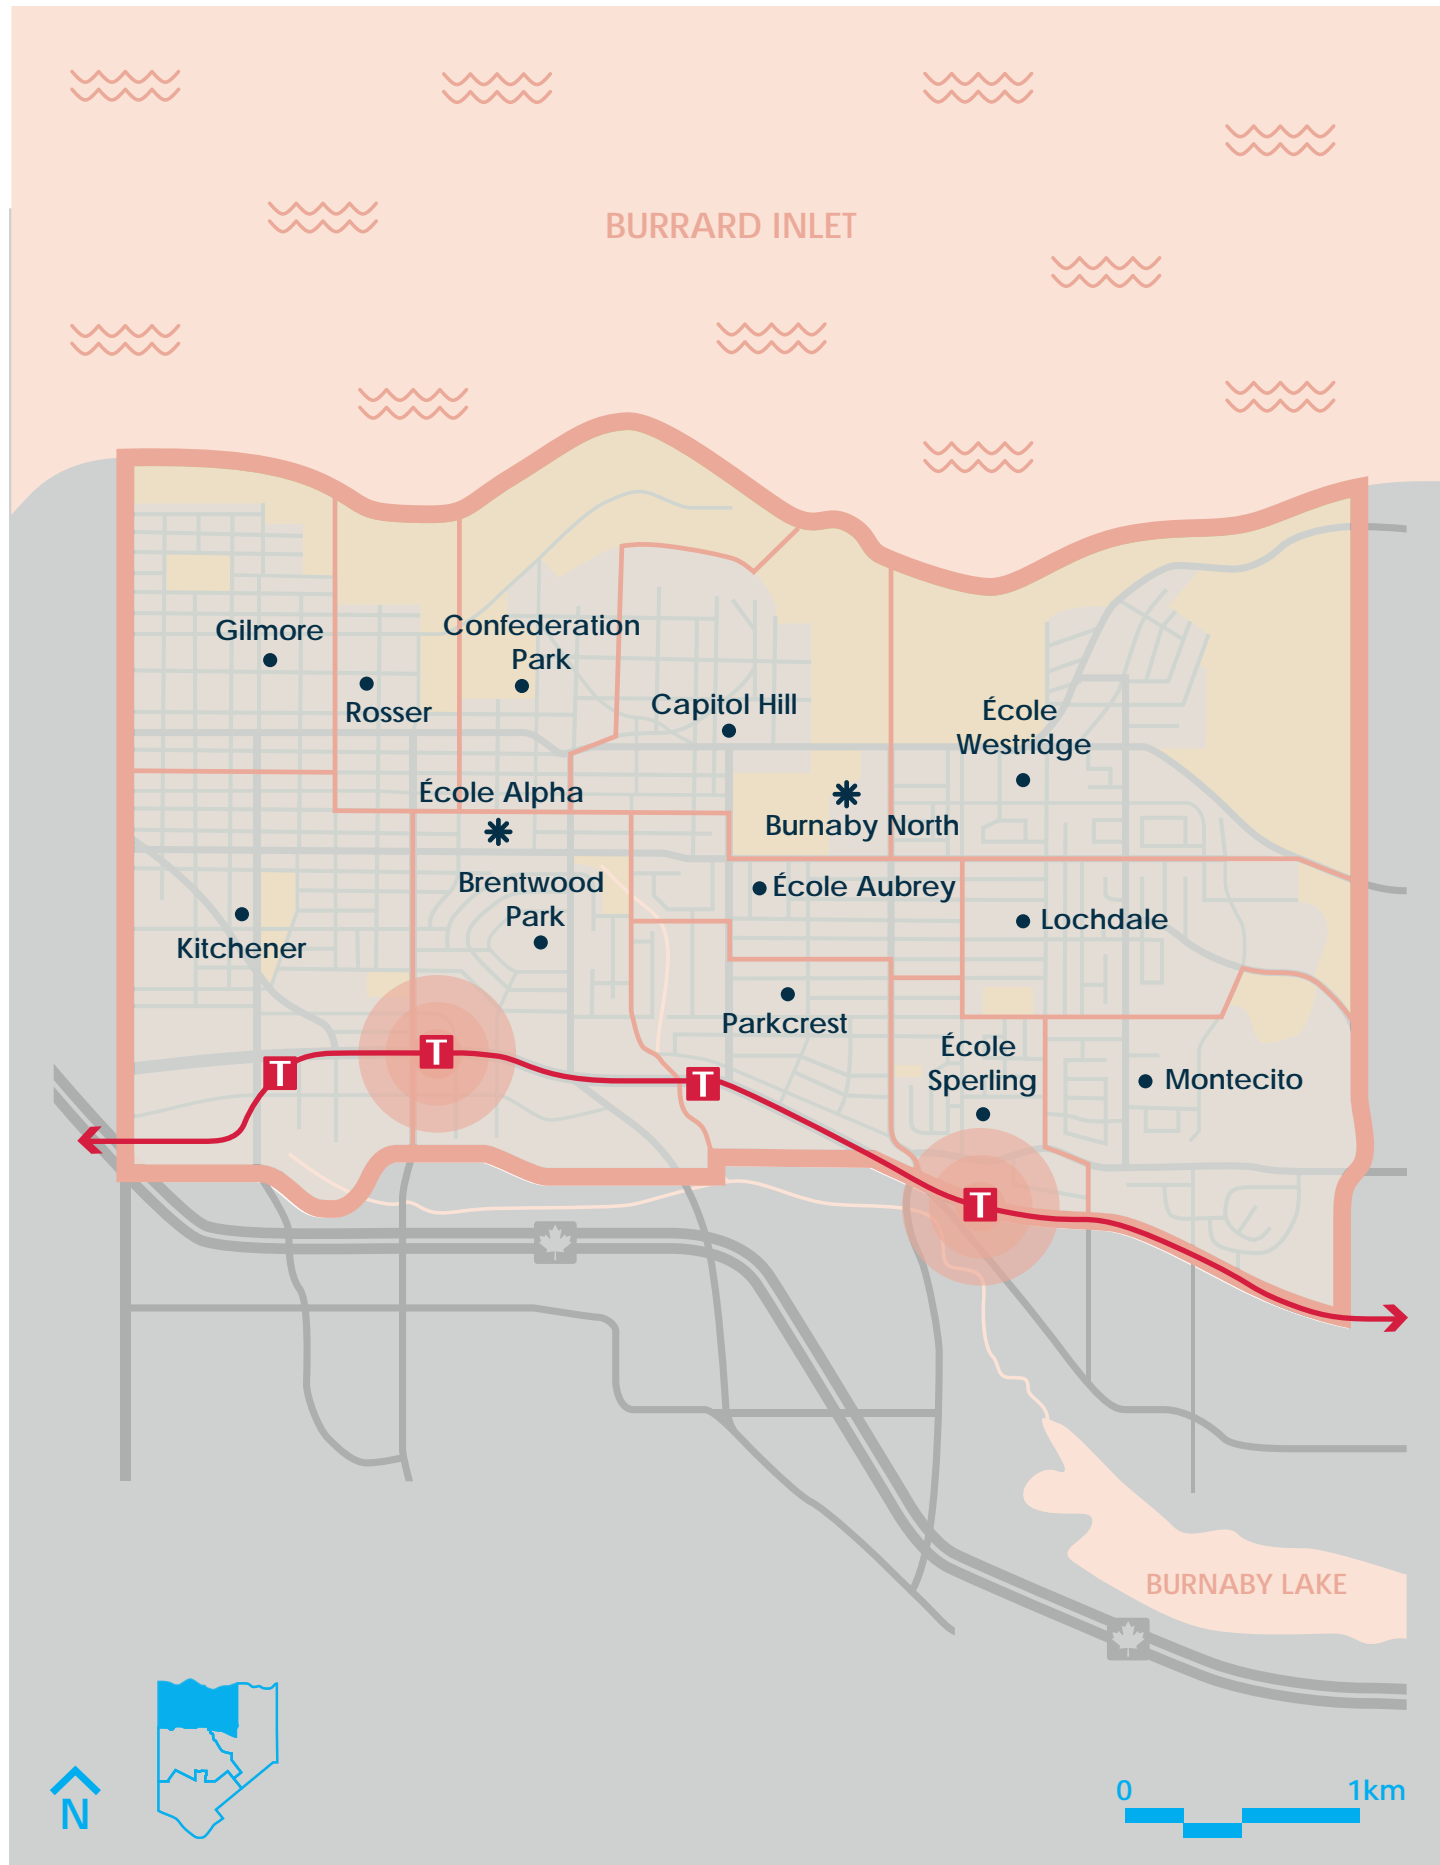 BURRARD INLET
Gilmore
Confederation
Park
Rosser
Capitol Hill
École
Westridge
École Alpha
Burnaby North
Brentwood
Park
École Aubrey
Kitchener
Lochdale
Parkcrest
École
Sperling
Montecito
T
T
T
T
BURNABY LAKE
N
0
1km